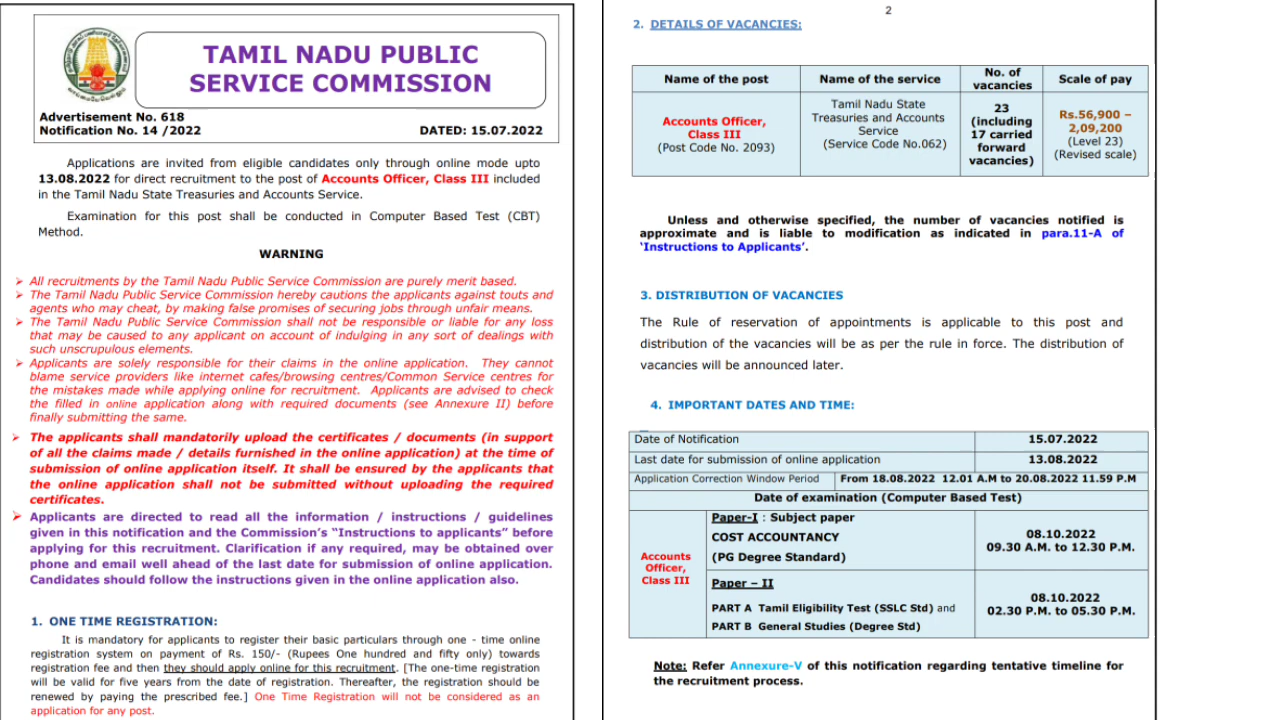 TAMIL NADU PUBLIC
SERVICE COMMISSION
Advertisement No. 618
Notification No. 14 /2022 DATED: 15.07.2022
Applications are invited from eligible candidates only through online mode upto
13.08.2022 for direct recruitment to the post of Accounts Officer, Class III included
in the Tamil Nadu State Treasuries and Accounts Service.
Examination for this post shall be conducted in Computer Based Test (CBT)
Method.
WARNING
➢ All recruitments by the Tamil Nadu Public Service Commission are purely merit based.
➢ The Tamil Nadu Public Service Commission hereby cautions the applicants against touts and
agents who may cheat, by making false promises of securing jobs through unfair means.
➢ The Tamil Nadu Public Service Commission shall not be responsible or liable for any loss
that may be caused to any applicant on account of indulging in any sort of dealings with
such unscrupulous elements.
➢ Applicants are solely responsible for their claims in the online application. They cannot
blame service providers like internet cafes/browsing centres/Common Service centres for
the mistakes made while applying online for recruitment. Applicants are advised to check
the filled in online application along with required documents (see Annexure II) before
finally submitting the same.
➢ The applicants shall mandatorily upload the certificates / documents (in support
of all the claims made / details furnished in the online application) at the time of
submission of online application itself. It shall be ensured by the applicants that
the online application shall not be submitted without uploading the required
certificates.
➢ Applicants are directed to read all the information / instructions / guidelines
given in this notification and the Commission's "Instructions to applicants" before
applying for this recruitment. Clarification if any required, may be obtained over
phone and email well ahead of the last date for submission of online application.
Candidates should follow the instructions given in the online application also.
1. ONE TIME REGISTRATION:
It is mandatory for applicants to register their basic particulars through one - time online
registration system on payment of Rs. 150/- (Rupees One hundred and fifty only) towards
registration fee and then they should apply online for this recruitment. [The one-time registration
will be valid for five years from the date of registration. Thereafter, the registration should be
renewed by paying the prescribed fee.] One Time Registration will not be considered as an
application for any post.
2
2. DETAILS OF VACANCIES:
Name of the post Name of the service No. of vacancies Scale of pay
Accounts Officer,
Class III
(Post Code No. 2093)
Tamil Nadu State
Treasuries and Accounts
Service
(Service Code No.062)
23
(including
17 carried
forward
vacancies)
Rs.56,900 –
2,09,200
(Level 23)
(Revised scale)
Unless and otherwise specified, the number of vacancies notified is
approximate and is liable to modification as indicated in para.11-A of
'Instructions to Applicants'.
3. DISTRIBUTION OF VACANCIES
The Rule of reservation of appointments is applicable to this post and
distribution of the vacancies will be as per the rule in force. The distribution of
vacancies will be announced later.
4. IMPORTANT DATES AND TIME:
Date of Notification 15.07.2022
Last date for submission of online application 13.08.2022
Application Correction Window Period From 18.08.2022 12.01 A.M to 20.08.2022 11.59 P.M
Date of examination (Computer Based Test)
Accounts
Officer,
Class III
Paper-I : Subject paper
COST ACCOUNTANCY
(PG Degree Standard)
08.10.2022
09.30 A.M. to 12.30 P.M.
Paper – II
PART A Tamil Eligibility Test (SSLC Std) and
PART B General Studies (Degree Std)
08.10.2022
02.30 P.M. to 05.30 P.M.
Note: Refer Annexure-V of this notification regarding tentative timeline for
the recruitment process.